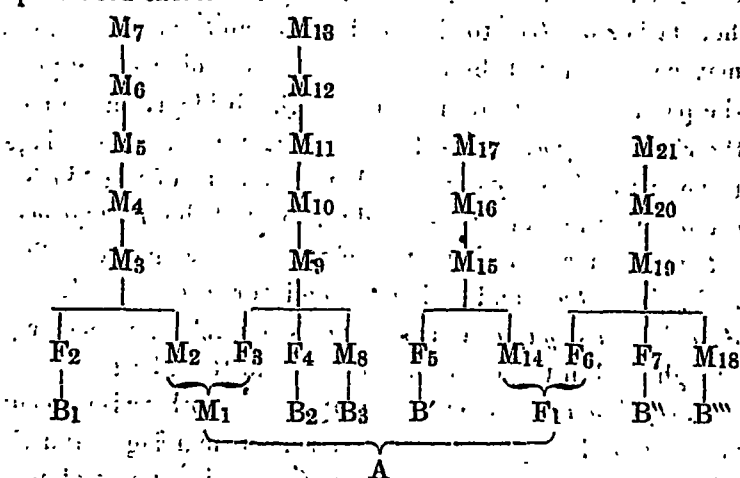 M7 M13
M6 M12
M5 M11 M17 M21
M4 M10 M16 M20
M3 M9 M15 M19
F2 M2 F3 F4 M8 F5 M14 F6 F7 M18
B1 M1 B2 B3 B′ F1 B″ B‴
A